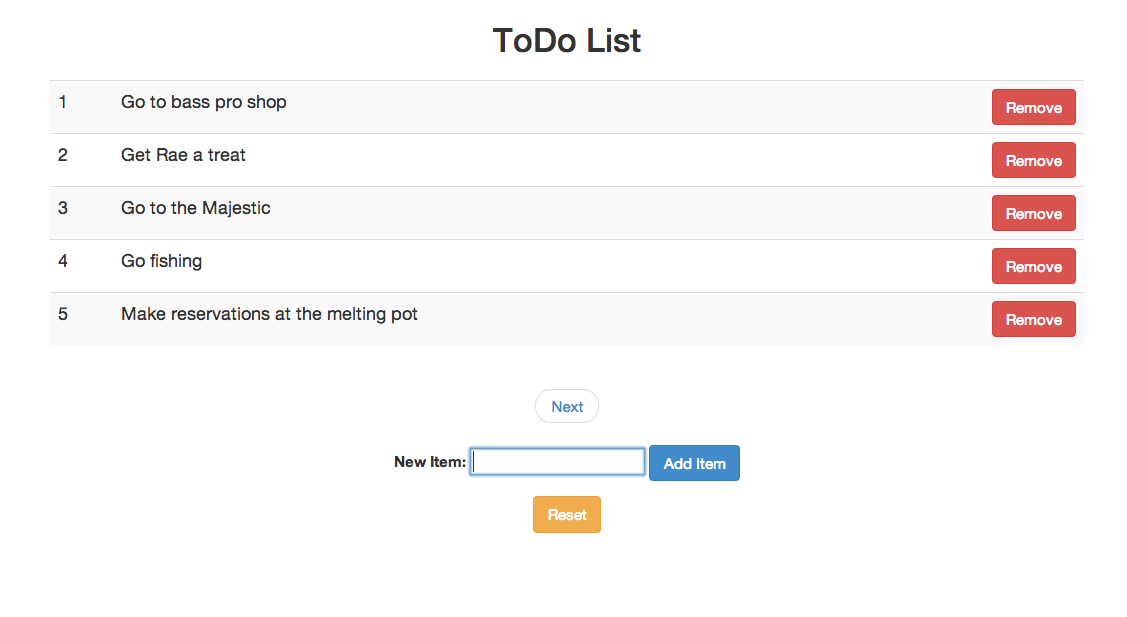 ToDo List
1 Go to bass pro shop Remove
2 Get Rae a treat Remove
3 Go to the Majestic Remove
4 Go fishing Remove
5 Make reservations at the melting pot Remove
Next
New Item: Add Item
Reset